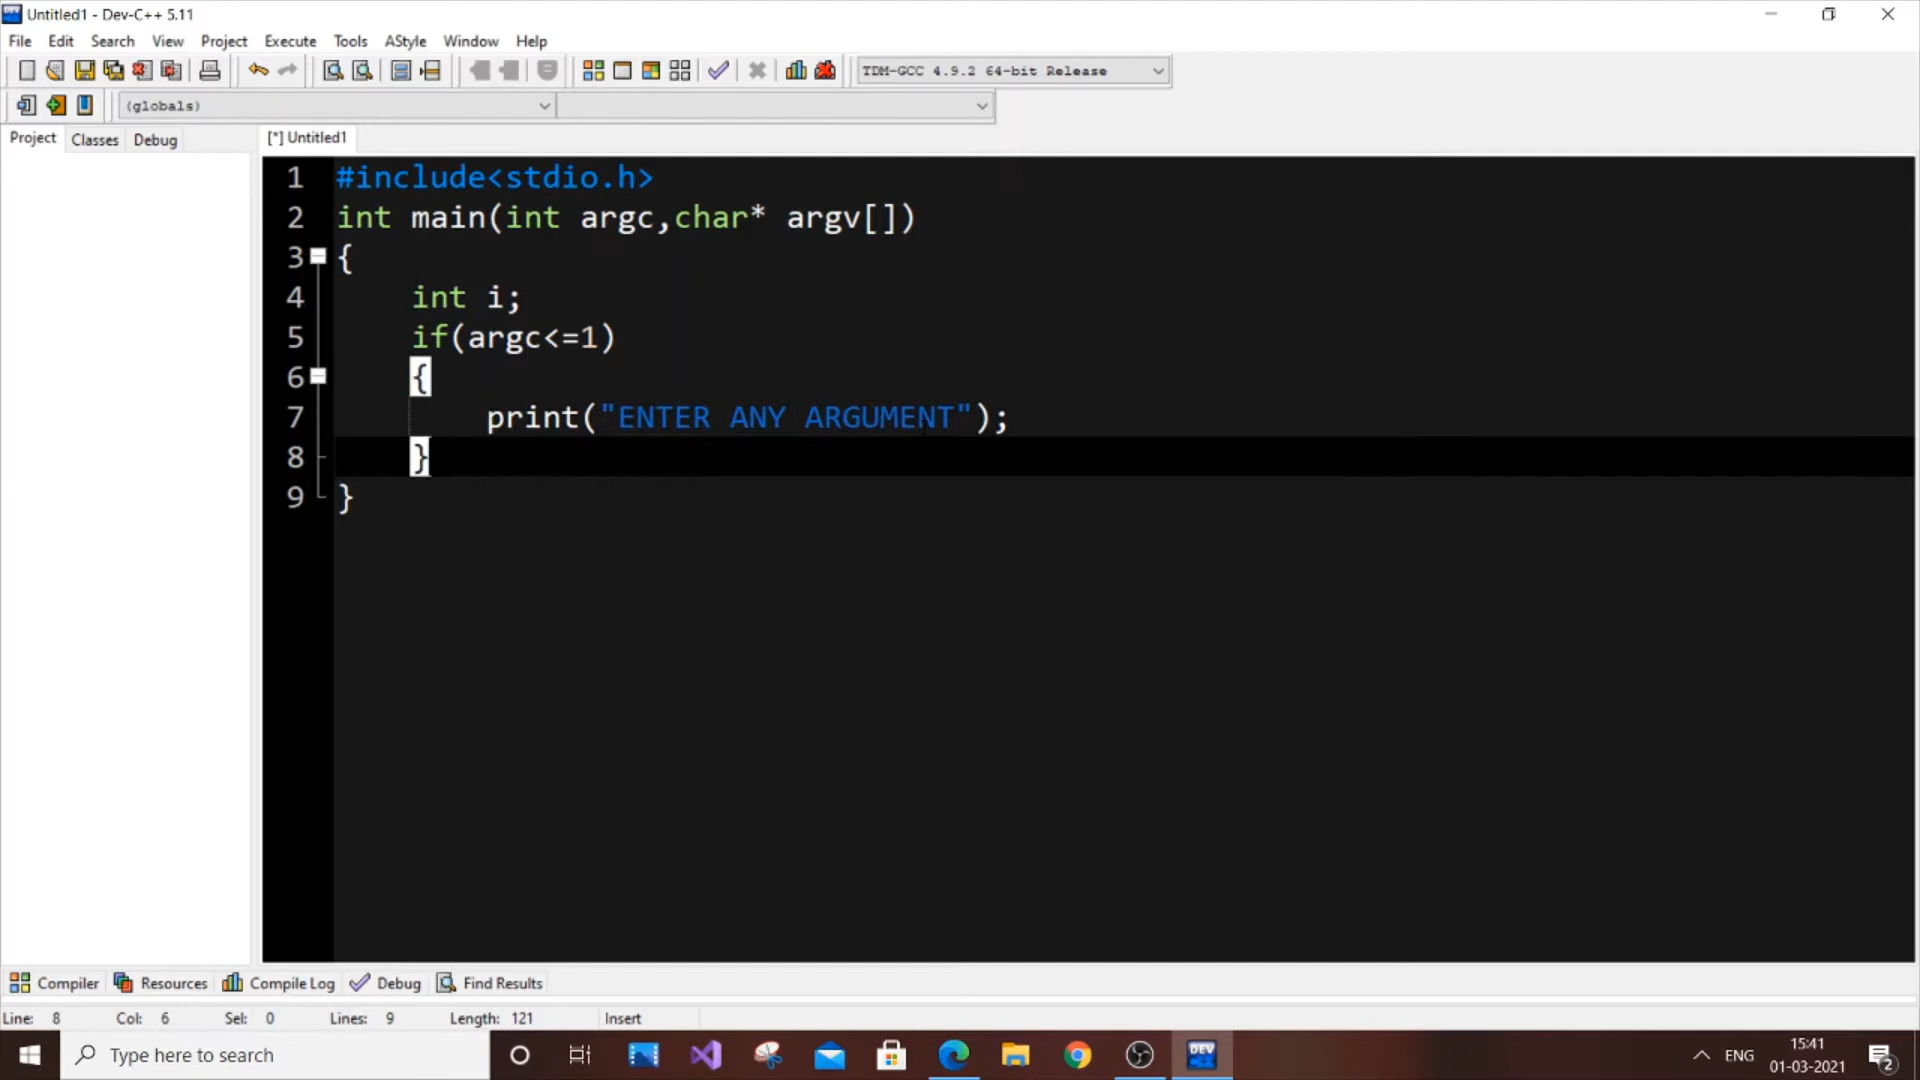 Untitled1 - Dev-C++ 5.11
File Edit Search View Project Execute Tools AStyle Window Help
TDM-GCC 4.9.2 64-bit Release
(globals)
Project Classes Debug [*] Untitled1
1 #include<stdio.h>
2 int main(int argc,char* argv[])
3 {
4 int i;
5 if(argc<=1)
6 {
7 print("ENTER ANY ARGUMENT");
8 }
9 }
Compiler Resources Compile Log Debug Find Results
Line: 8 Col: 6 Sel: 0 Lines: 9 Length: 121 Insert
Type here to search
DEV
ENG
15:41
01-03-2021
2